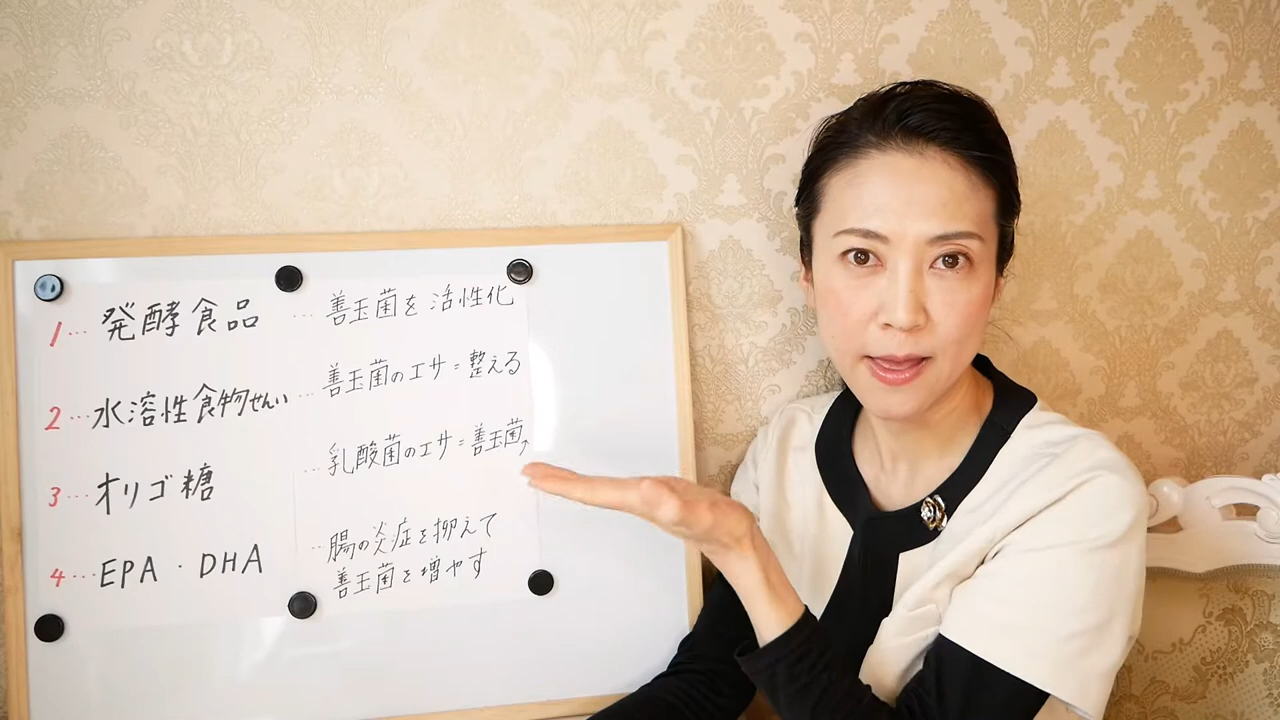 1… 発酵食品 … 善玉菌を活性化
2… 水溶性食物せんい … 善玉菌のエサ=整える
3… オリゴ糖 … 乳酸菌のエサ=善玉菌↗
4… EPA・DHA … 腸の炎症を抑えて
善玉菌を増やす